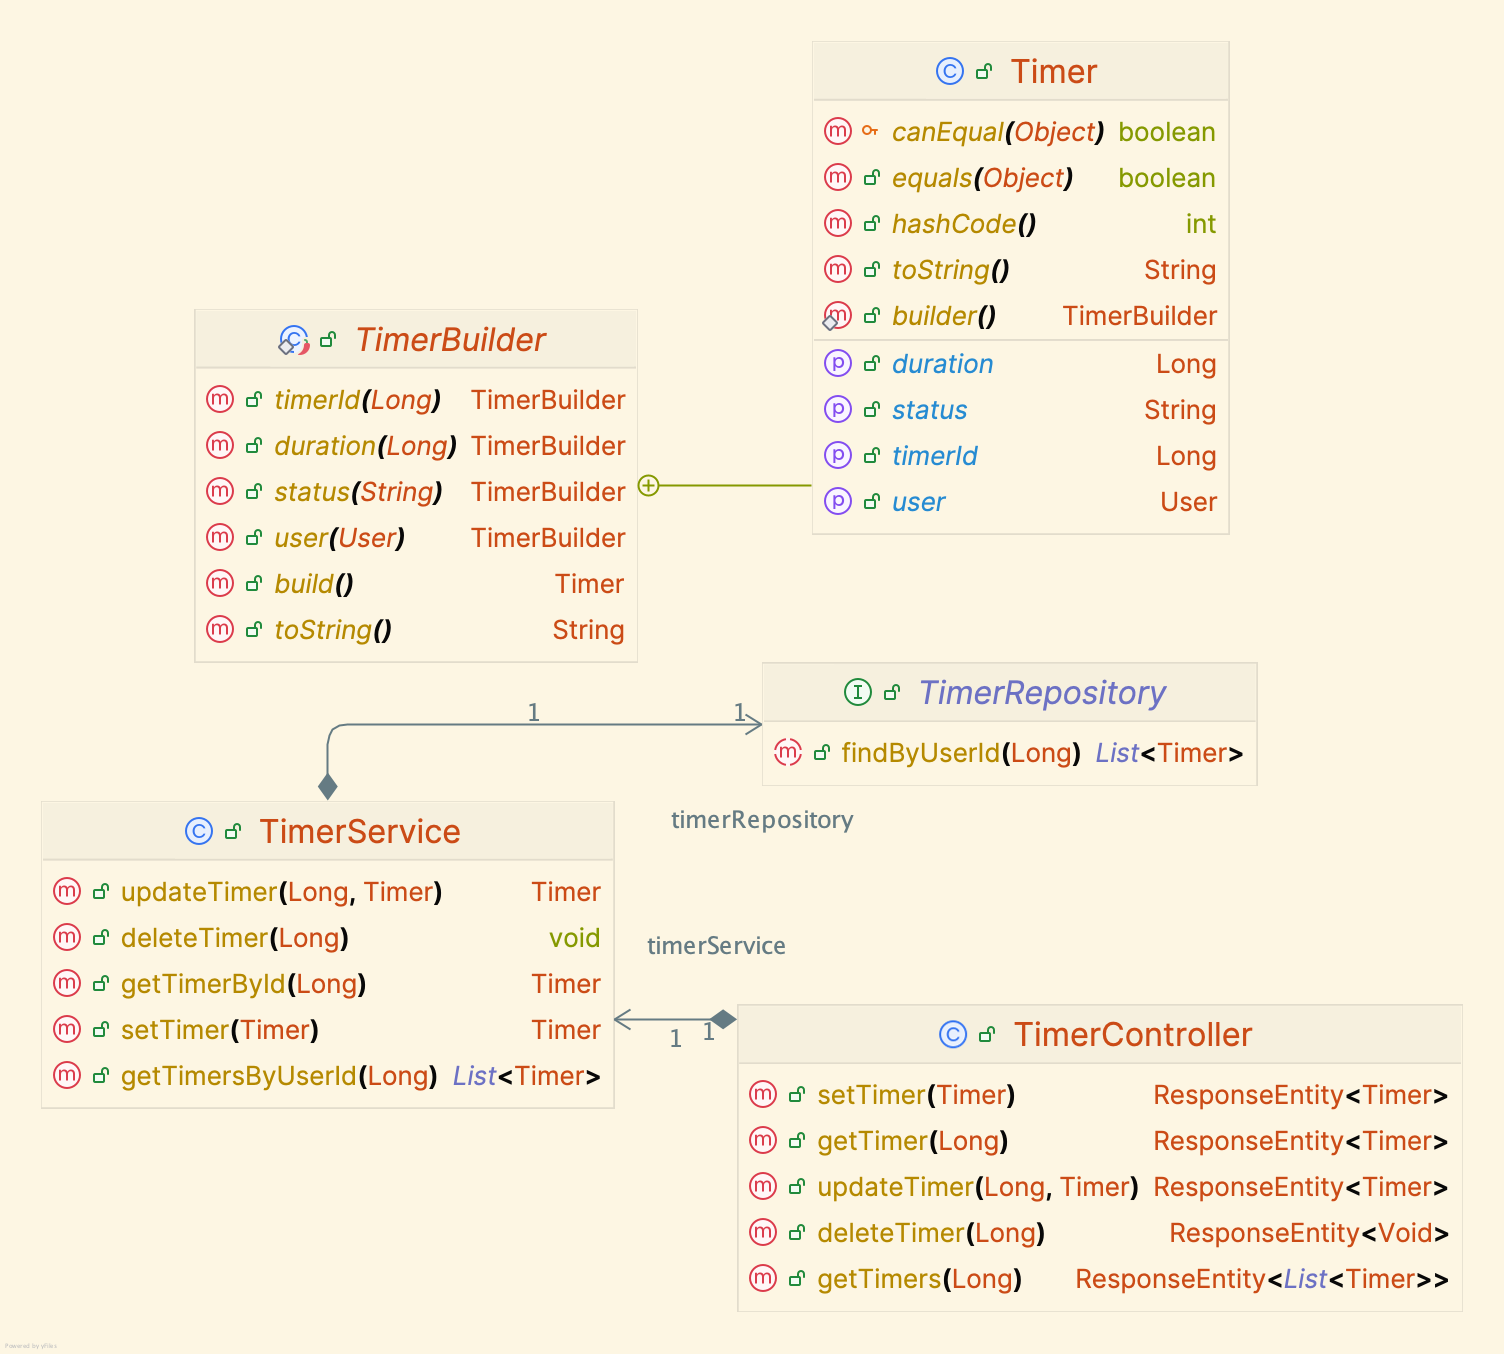 Timer
canEqual(Object) boolean
equals(Object) boolean
hashCode() int
toString() String
builder() TimerBuilder
duration Long
status String
timerId Long
user User
TimerBuilder
timerId(Long) TimerBuilder
duration(Long) TimerBuilder
status(String) TimerBuilder
user(User) TimerBuilder
build() Timer
toString() String
TimerRepository
findByUserId(Long) List<Timer>
1 1
timerRepository
TimerService
updateTimer(Long, Timer) Timer
deleteTimer(Long) void
getTimerById(Long) Timer
setTimer(Timer) Timer
getTimersByUserId(Long) List<Timer>
timerService
1 1
TimerController
setTimer(Timer) ResponseEntity<Timer>
getTimer(Long) ResponseEntity<Timer>
updateTimer(Long, Timer) ResponseEntity<Timer>
deleteTimer(Long) ResponseEntity<Void>
getTimers(Long) ResponseEntity<List<Timer>>
Powered by yFiles